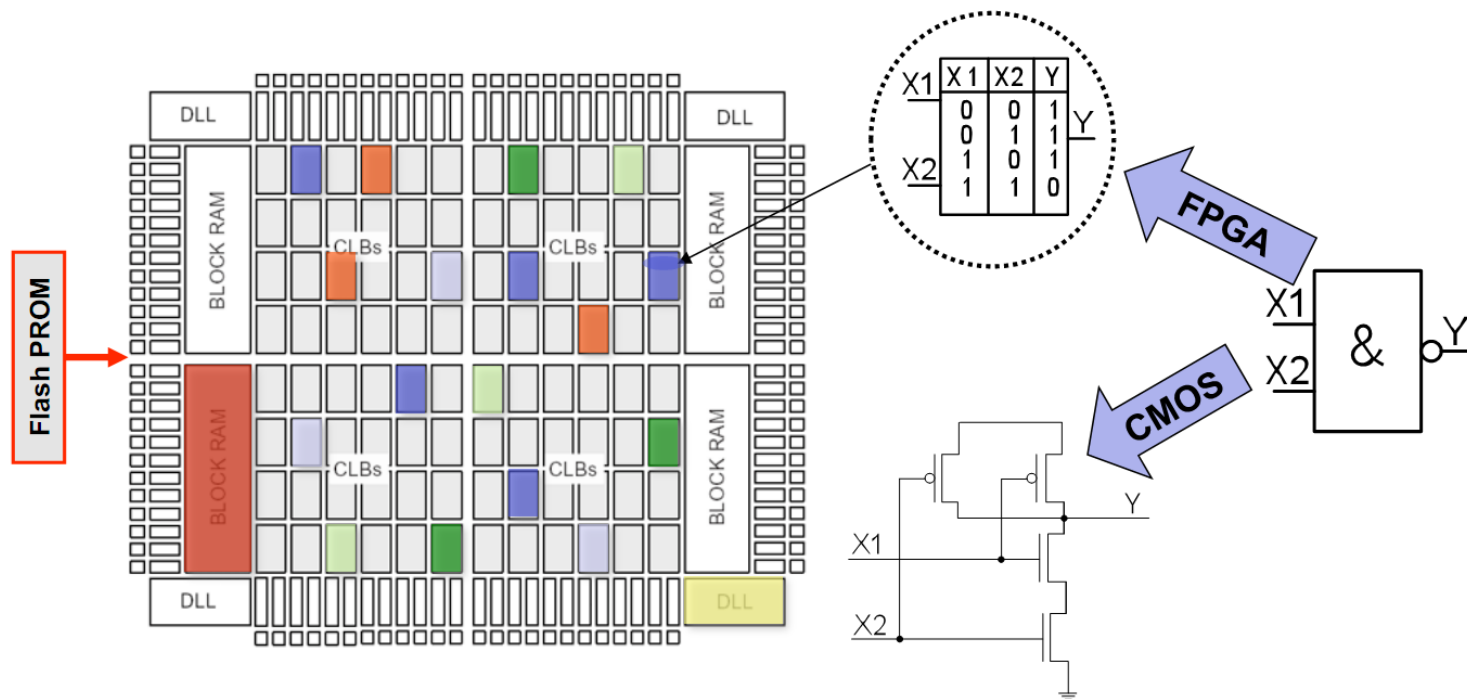 X1
X1 X2 Y
0 0 1
0 1 1
1 0 1
1 1 0
Y
X2
DLL
DLL
BLOCK RAM
CLBs
CLBs
BLOCK RAM
FPGA
Flash PROM
X1
&
Y
X2
CMOS
BLOCK RAM
CLBs
CLBs
BLOCK RAM
Y
X1
X2
DLL
DLL